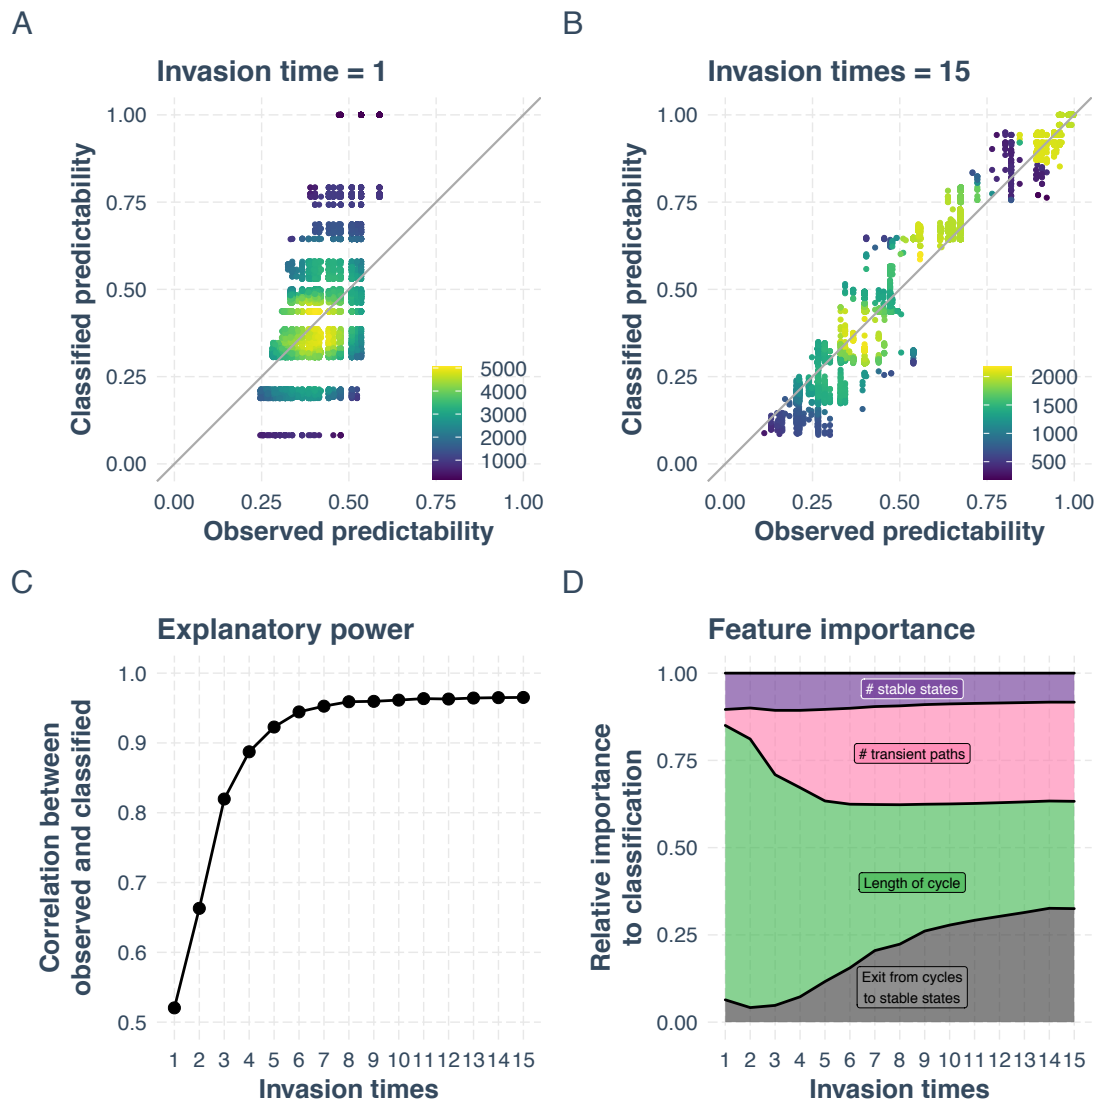 A
Invasion time = 1
Classified predictability
1.00
0.75
0.50
0.25
0.00
5000
4000
3000
2000
1000
0.00 0.25 0.50 0.75 1.00
Observed predictability
B
Invasion times = 15
Classified predictability
1.00
0.75
0.50
0.25
0.00
2000
1500
1000
500
0.00 0.25 0.50 0.75 1.00
Observed predictability
C
Explanatory power
Correlation between
observed and classified
1.0
0.9
0.8
0.7
0.6
0.5
1 2 3 4 5 6 7 8 9 10 11 12 13 14 15
Invasion times
D
Feature importance
Relative importance
to classification
1.00
0.75
0.50
0.25
0.00
# stable states
# transient paths
Length of cycle
Exit from cycles
to stable states
1 2 3 4 5 6 7 8 9 10 11 12 13 14 15
Invasion times